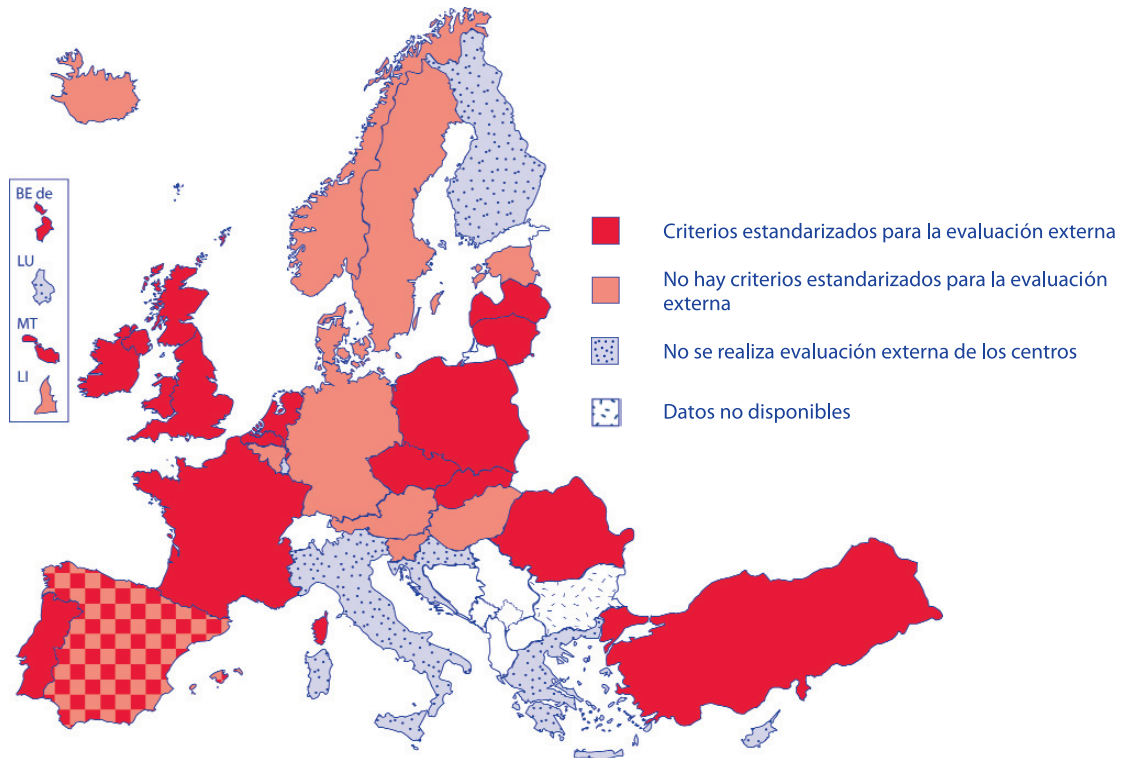 BE de
LU
MT
LI
Criterios estandarizados para la evaluación externa
No hay criterios estandarizados para la evaluación
externa
No se realiza evaluación externa de los centros
Datos no disponibles